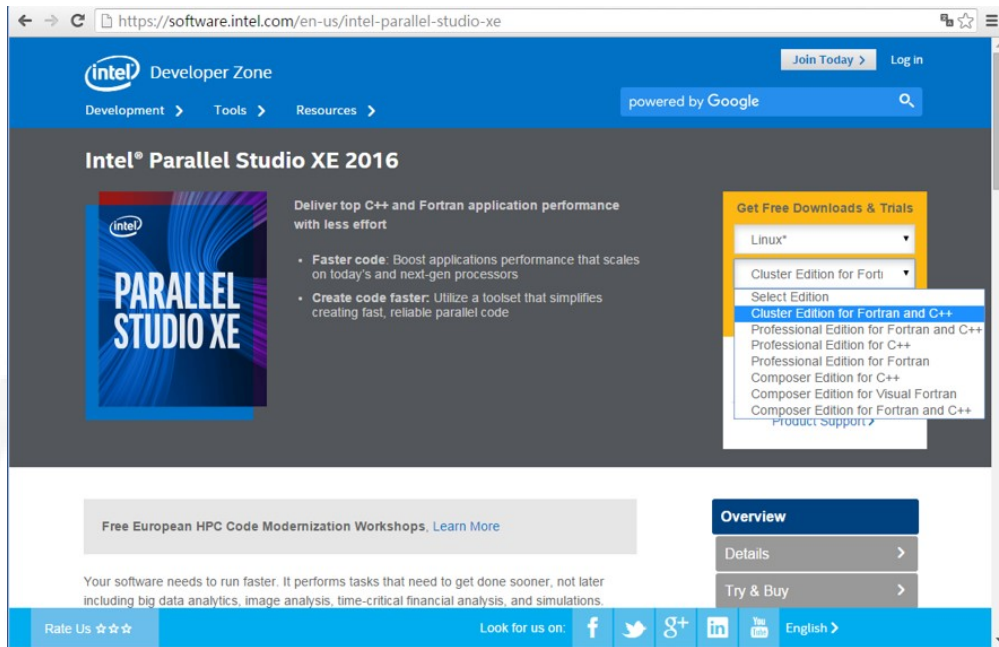 https://software.intel.com/en-us/intel-parallel-studio-xe
Join Today > Log in
intel Developer Zone
Development > Tools > Resources >
powered by Google
Intel® Parallel Studio XE 2016
intel
PARALLEL
STUDIO XE
Deliver top C++ and Fortran application performance
with less effort
• Faster code: Boost applications performance that scales
on today's and next-gen processors
• Create code faster: Utilize a toolset that simplifies
creating fast, reliable parallel code
Get Free Downloads & Trials
Linux*
Cluster Edition for Forti
Select Edition
Cluster Edition for Fortran and C++
Professional Edition for Fortran and C++
Professional Edition for C++
Professional Edition for Fortran
Composer Edition for C++
Composer Edition for Visual Fortran
Composer Edition for Fortran and C++
Product Support >
Free European HPC Code Modernization Workshops, Learn More
Your software needs to run faster. It performs tasks that need to get done sooner, not later
including big data analytics, image analysis, time-critical financial analysis, and simulations.
Overview
Details >
Try & Buy >
Rate Us ☆☆☆
Look for us on: f 8+ in You Tube English >